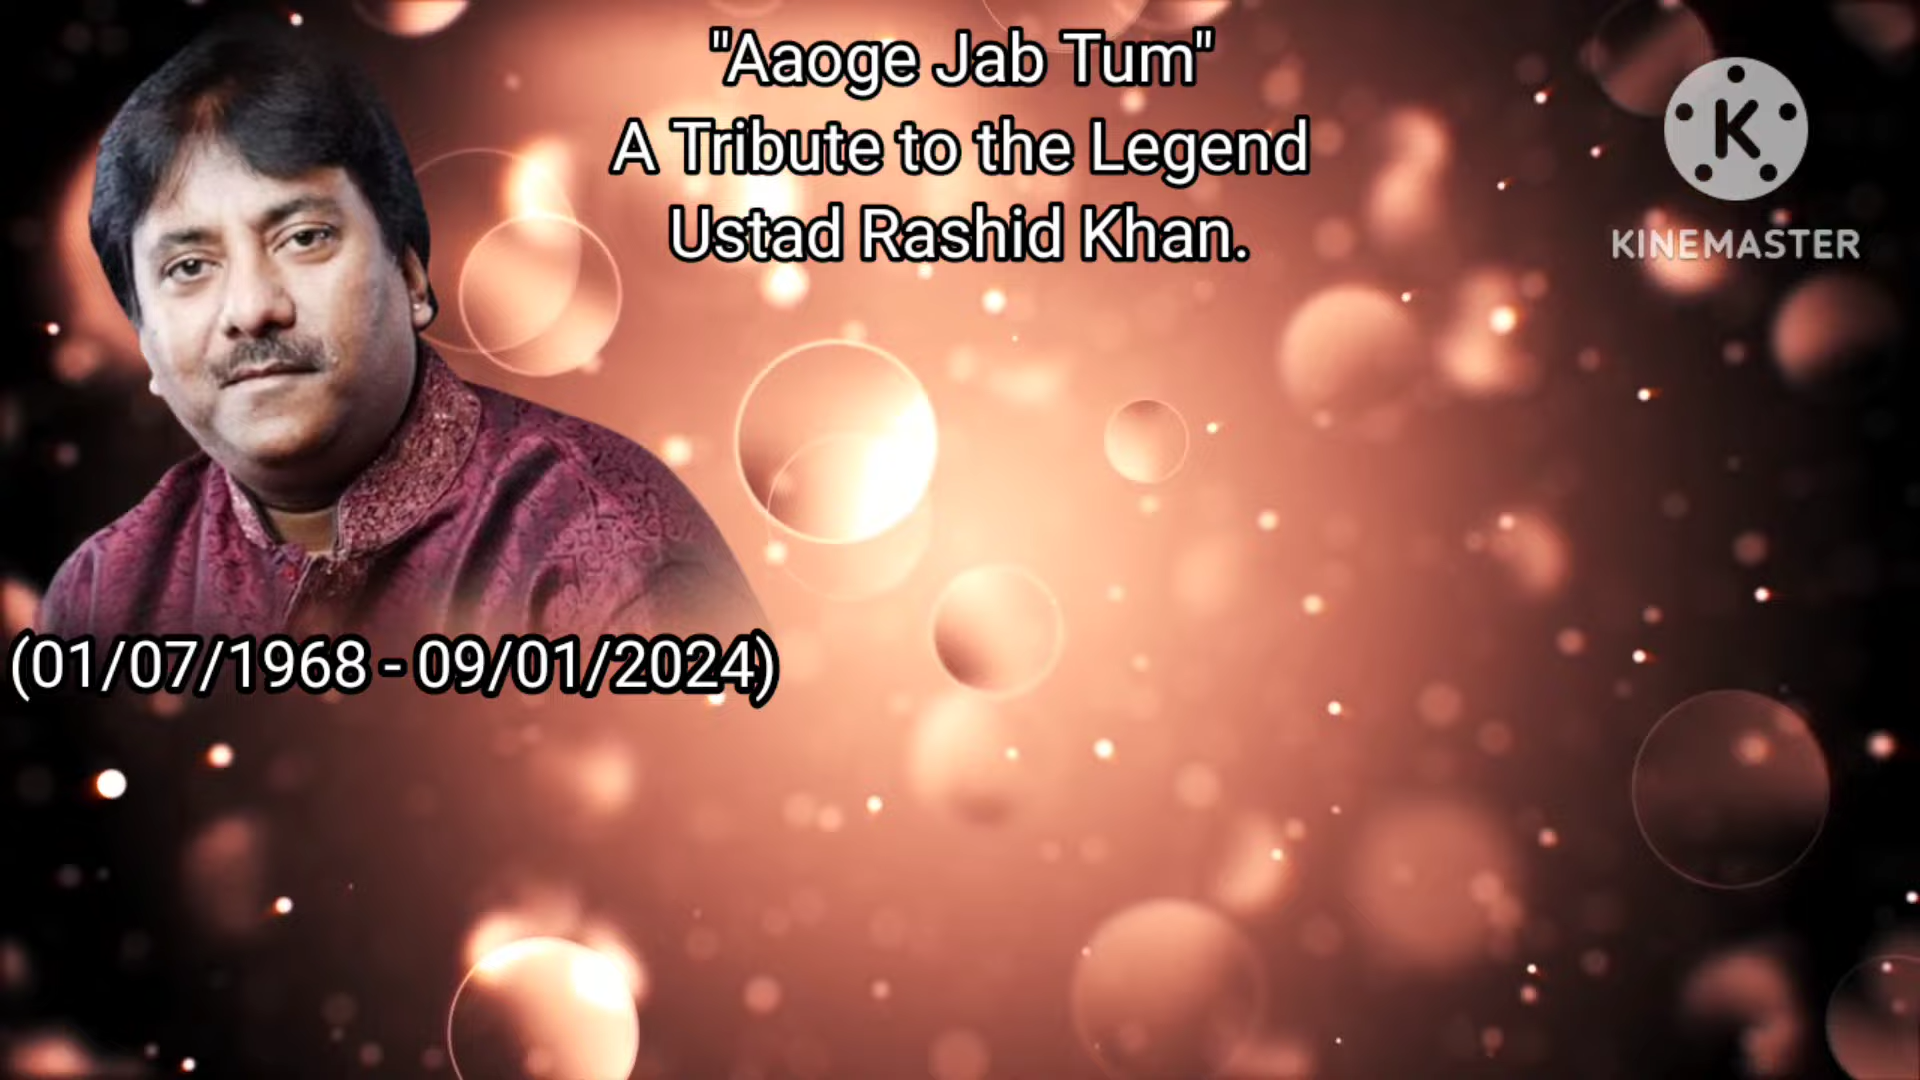 "Aaoge Jab Tum"
A Tribute to the Legend
Ustad Rashid Khan.
K
KINEMASTER
(01/07/1968 - 09/01/2024)